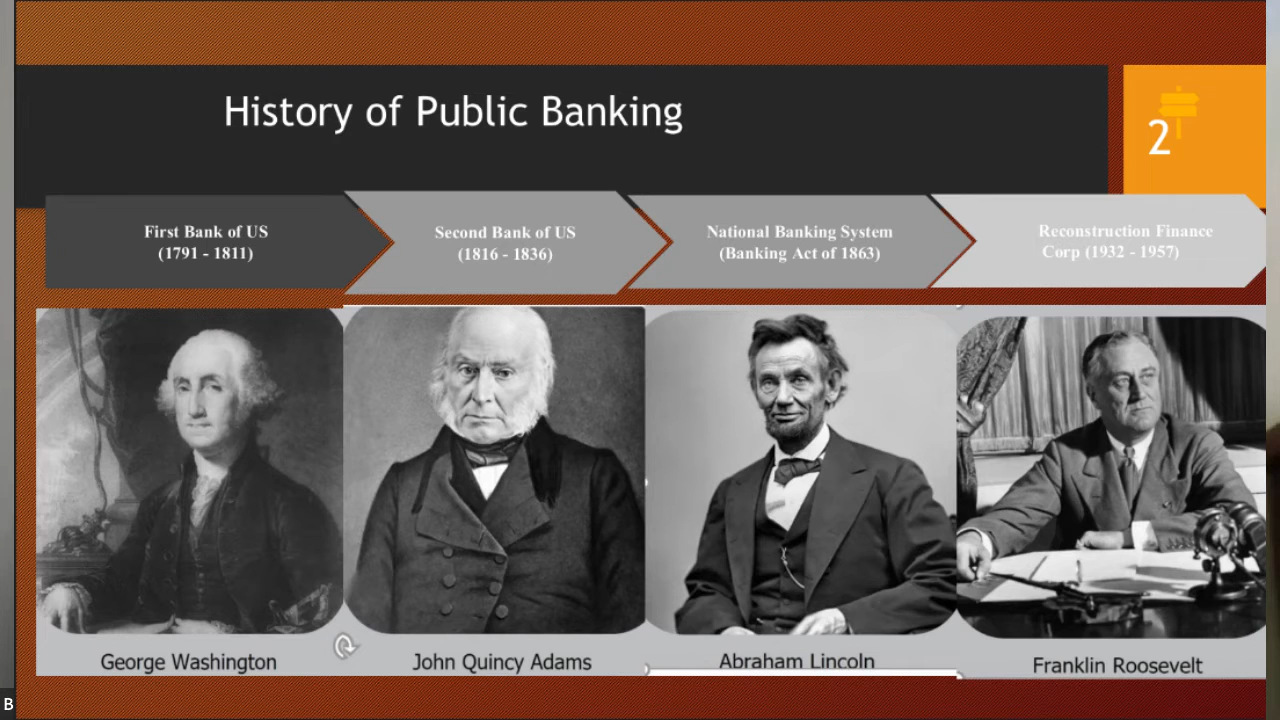 History of Public Banking
2
First Bank of US
(1791 - 1811)
Second Bank of US
(1816 - 1836)
National Banking System
(Banking Act of 1863)
Reconstruction Finance
Corp (1932 - 1957)
George Washington
John Quincy Adams
Abraham Lincoln
Franklin Roosevelt
B